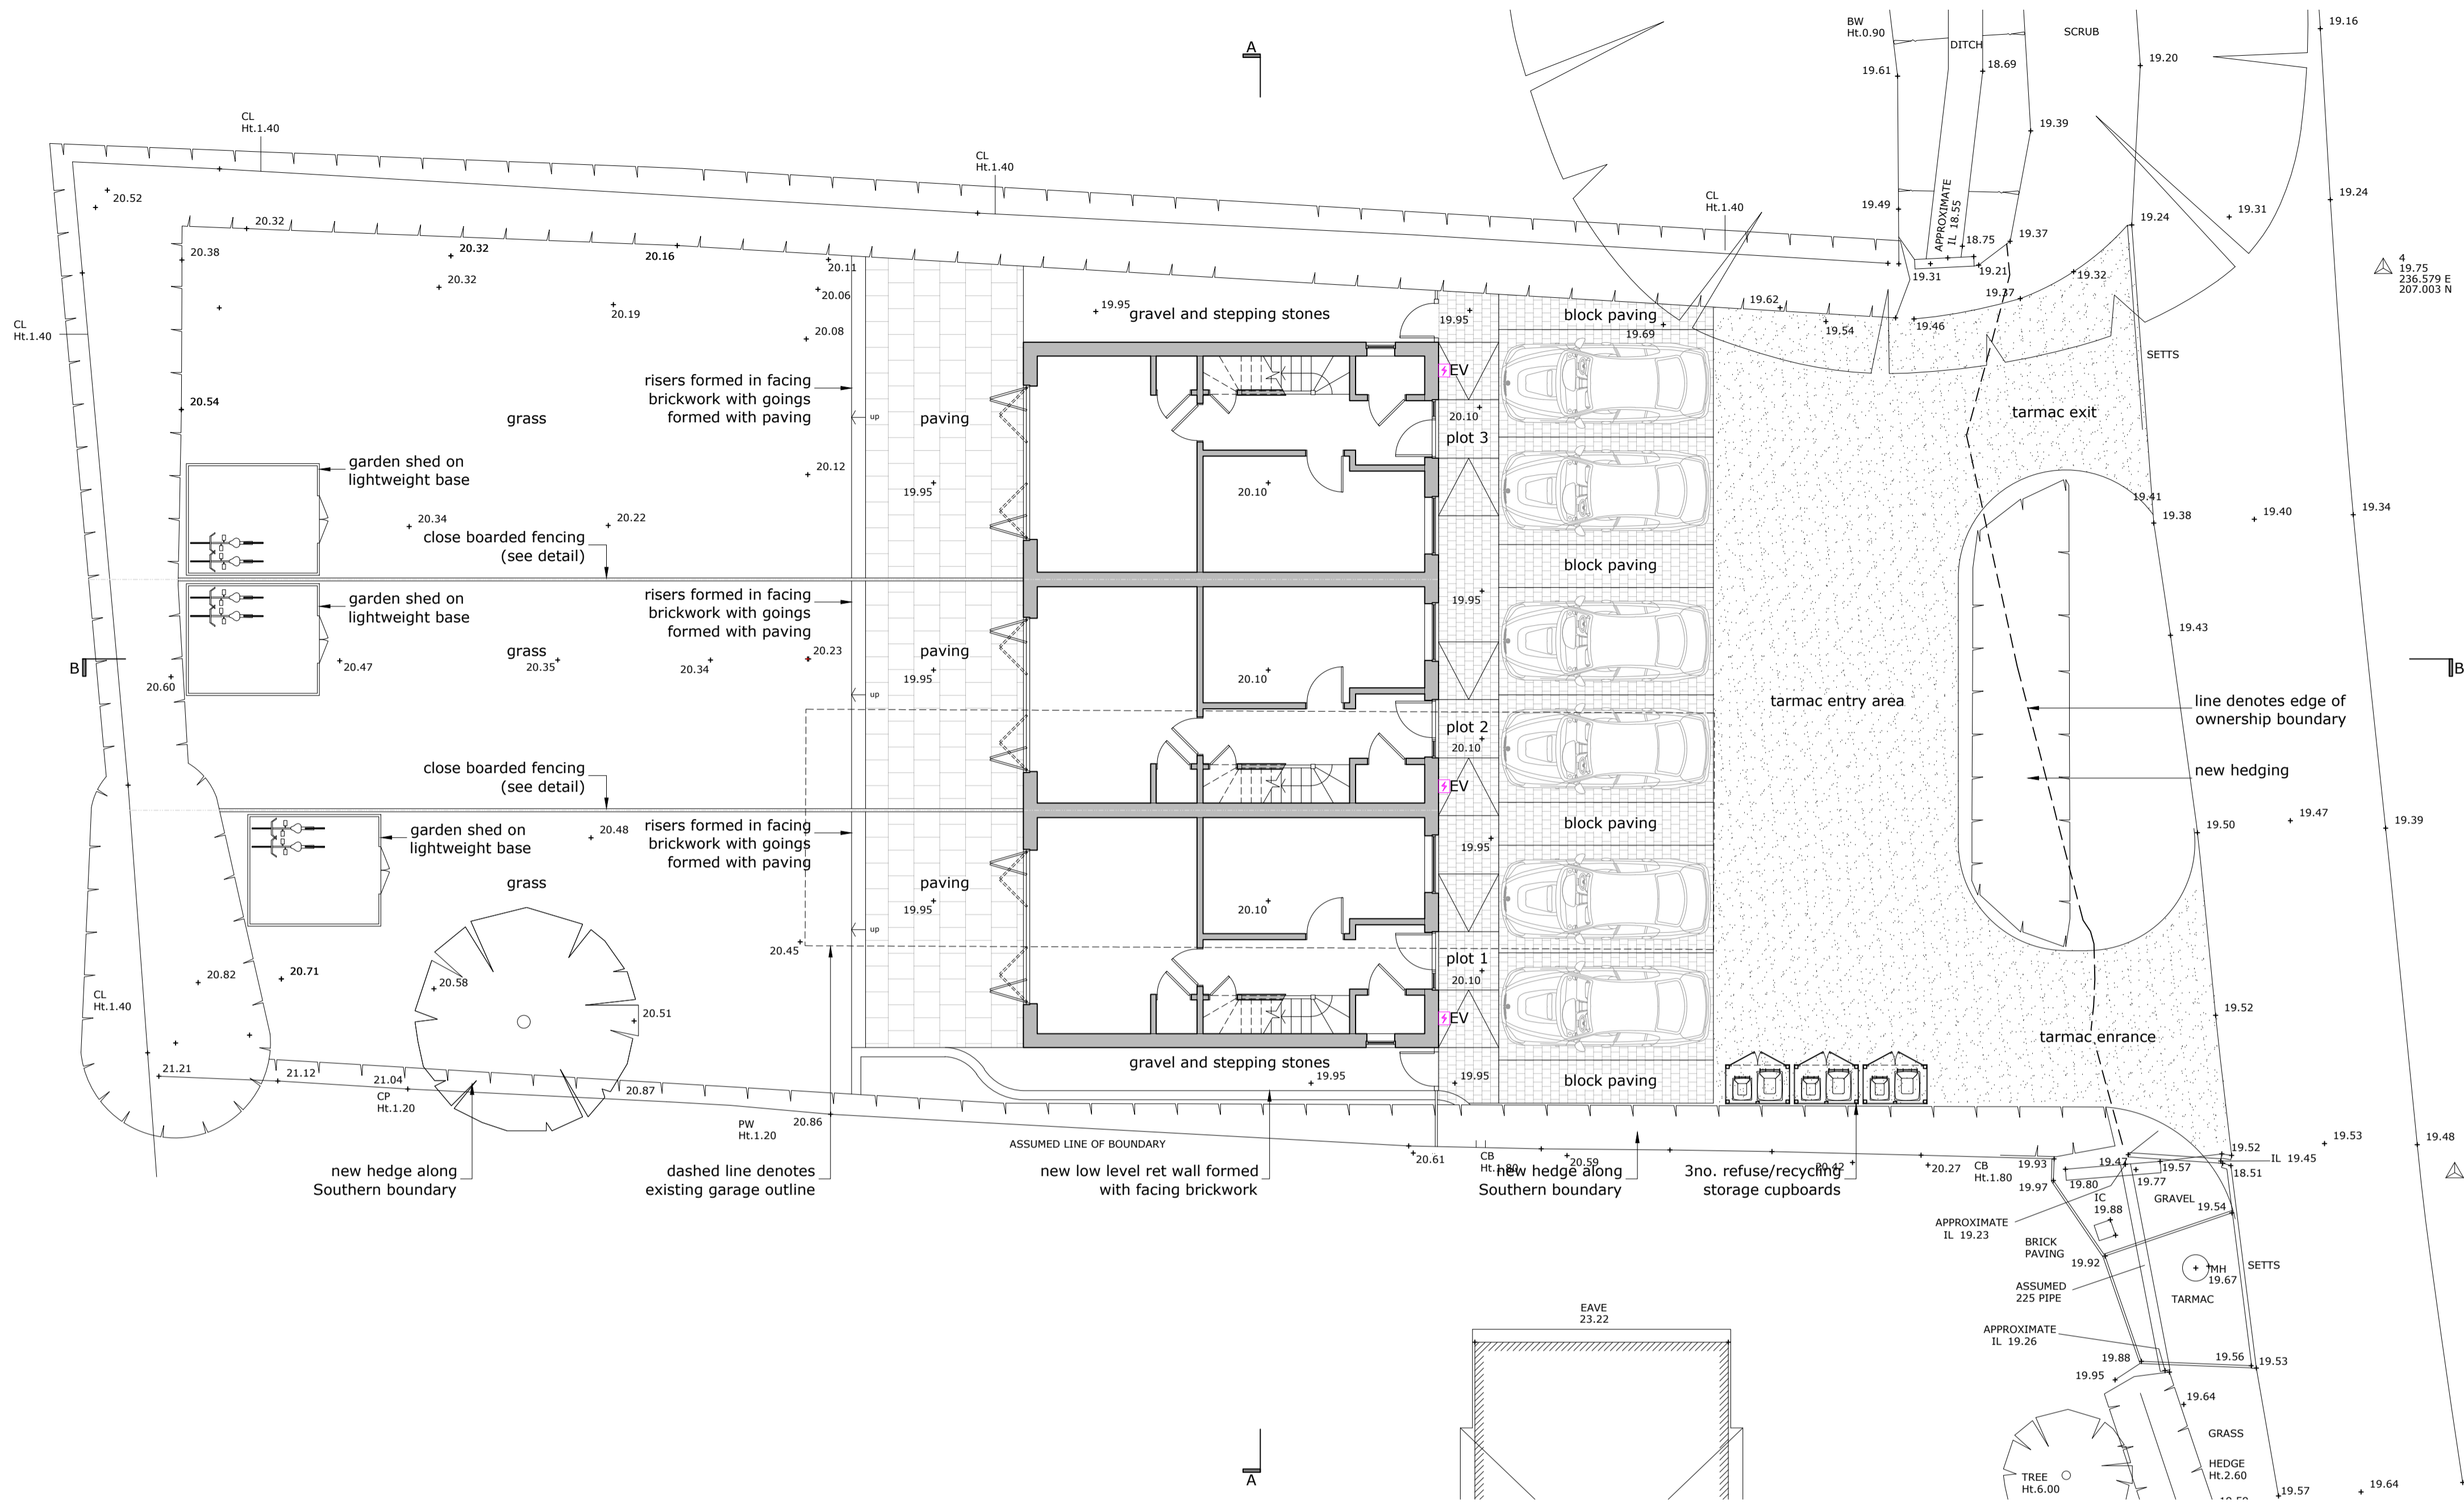 A
BW
Ht.0.90
DITCH
SCRUB
19.16
19.61
18.69
19.20
CL
Ht.1.40
19.39
CL
Ht.1.40
CL
Ht.1.40
APPROXIMATE
IL 18.55
19.24
20.52
19.49
19.31
20.32
19.24
20.38
20.32
20.16
20.11
18.75
19.37
20.32
20.06
19.31
19.21
19.32
4
19.75
236.579 E
207.003 N
20.19
19.95
gravel and stepping stones
19.95
block paving
19.62
19.37
CL
Ht.1.40
20.08
19.69
19.54
19.46
SETTS
EV
risers formed in facing
brickwork with goings
formed with paving
20.54
grass
up
paving
20.10
plot 3
tarmac exit
garden shed on
lightweight base
20.12
19.95
20.10
19.41
20.34
20.22
19.38
19.40
19.34
close boarded fencing
(see detail)
block paving
garden shed on
lightweight base
risers formed in facing
brickwork with goings
formed with paving
19.95
19.43
B
20.60
20.47
grass
20.35
20.34
20.23
paving
19.95
20.10
B
up
tarmac entry area
line denotes edge of
ownership boundary
plot 2
20.10
close boarded fencing
(see detail)
EV
new hedging
garden shed on
lightweight base
20.48
risers formed in facing
brickwork with goings
formed with paving
19.95
block paving
19.50
19.47
19.39
grass
paving
19.95
20.10
up
20.45
plot 1
20.10
20.82
20.71
20.58
CL
Ht.1.40
20.51
EV
19.52
tarmac enrance
gravel and stepping stones
19.95
19.95
block paving
21.21
21.12
21.04
CP
Ht.1.20
20.87
PW
Ht.1.20
20.86
ASSUMED LINE OF BOUNDARY
20.61
CB
Ht.1.80
20.59
20.42
20.27
CB
Ht.1.80
19.93
19.47
19.57
19.52
IL 19.45
19.53
19.48
new hedge along
Southern boundary
dashed line denotes
existing garage outline
new low level ret wall formed
with facing brickwork
new hedge along
Southern boundary
3no. refuse/recycling
storage cupboards
19.97
19.80
19.77
18.51
IC
19.88
GRAVEL
19.54
APPROXIMATE
IL 19.23
BRICK
PAVING
19.92
MH
19.67
SETTS
ASSUMED
225 PIPE
TARMAC
EAVE
23.22
APPROXIMATE
IL 19.26
19.88
19.56
19.53
19.95
19.64
GRASS
HEDGE
Ht.2.60
A
TREE
Ht.6.00
19.57
19.64